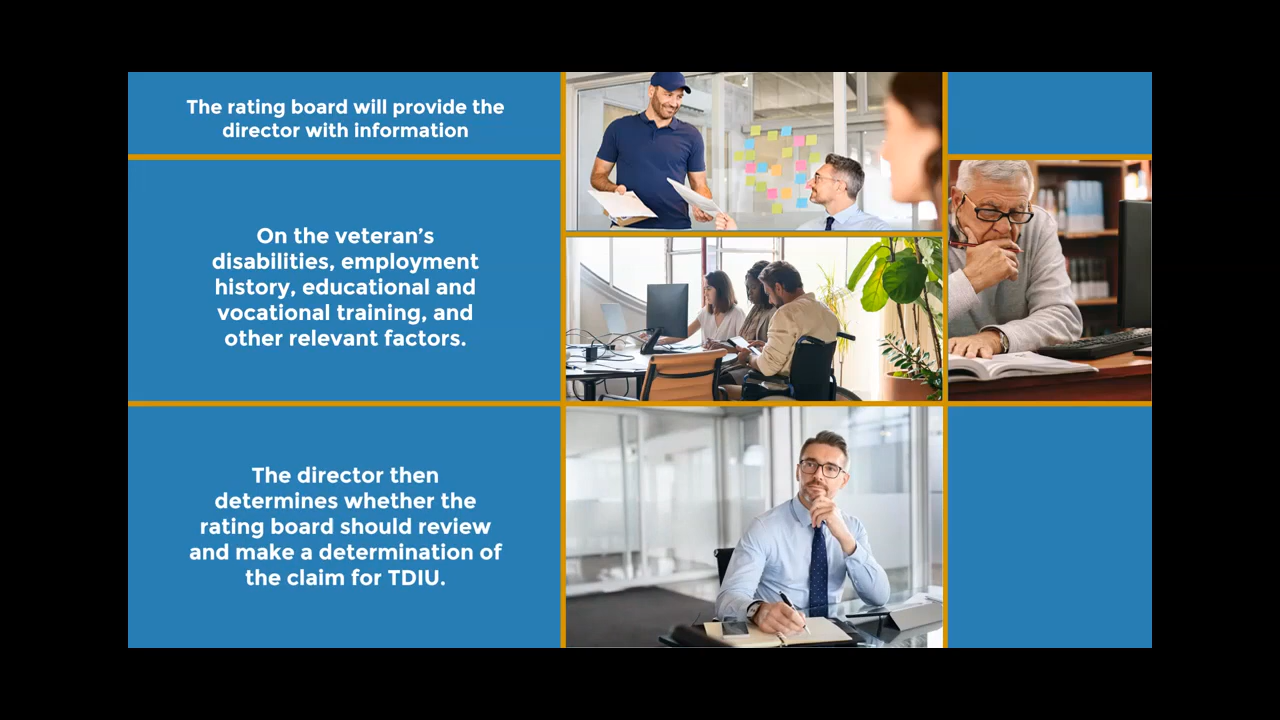 The rating board will provide the
director with information
On the veteran's
disabilities, employment
history, educational and
vocational training, and
other relevant factors.
The director then
determines whether the
rating board should review
and make a determination of
the claim for TDIU.